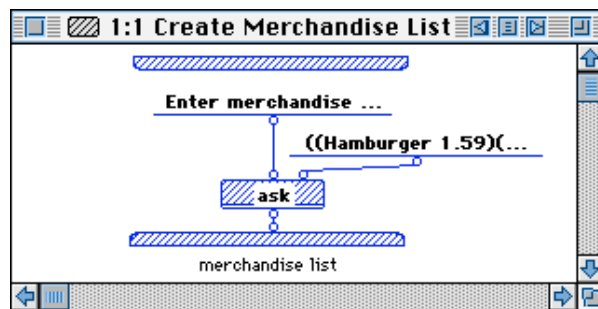 1:1 Create Merchandise List
Enter merchandise ...
((Hamburger 1.59)(...
ask
merchandise list